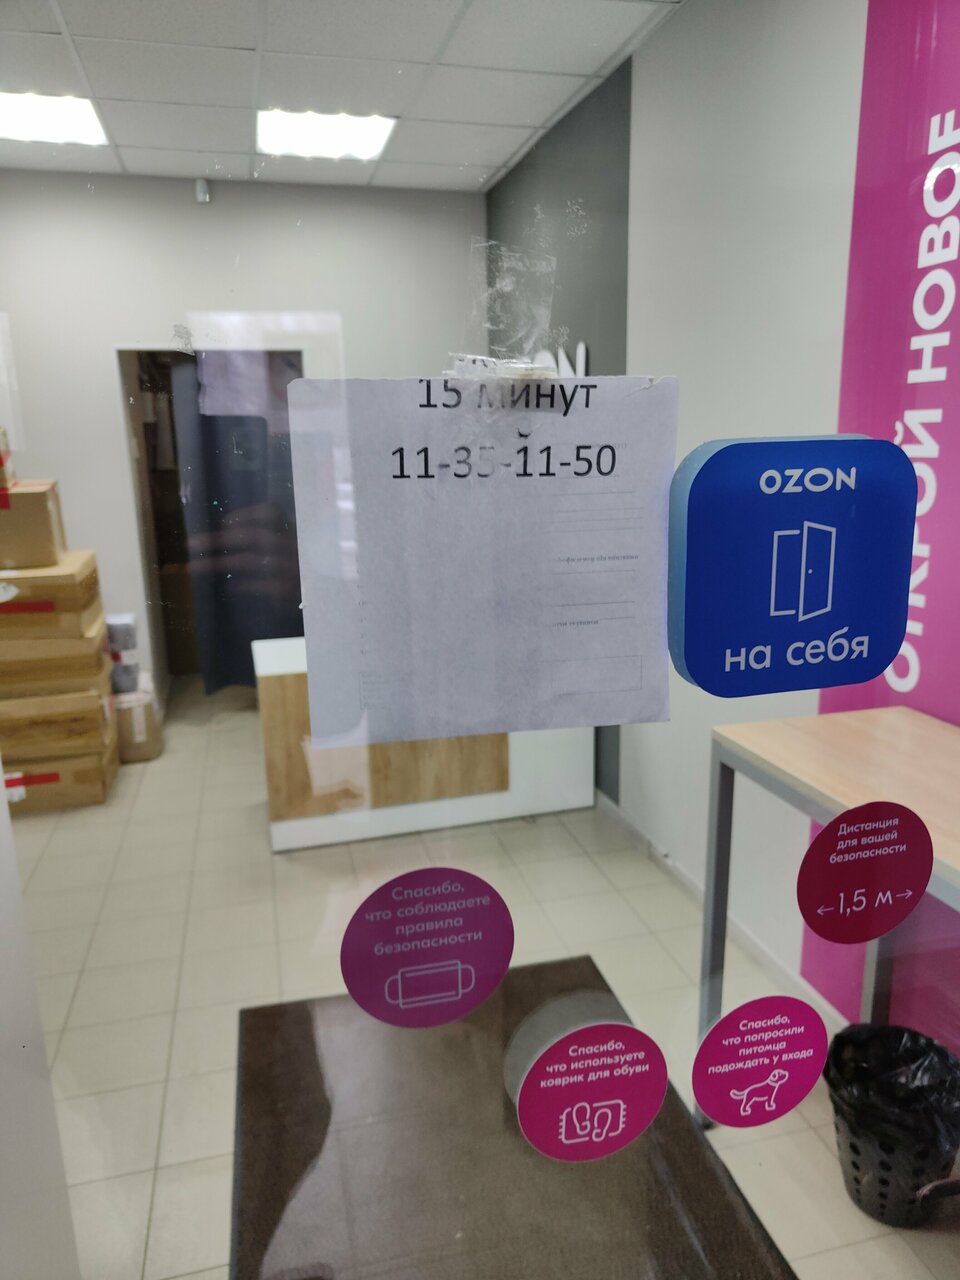 15 минут
11-35-11-50
OZON
на себя
ОТКРОЙ НОВОЕ
Дистанция
для вашей
безопасности
←1,5 м→
Спасибо,
что соблюдаете
правила
безопасности
Спасибо,
что используете
коврик для обуви
Спасибо,
что попросили
питомца
подождать у входа